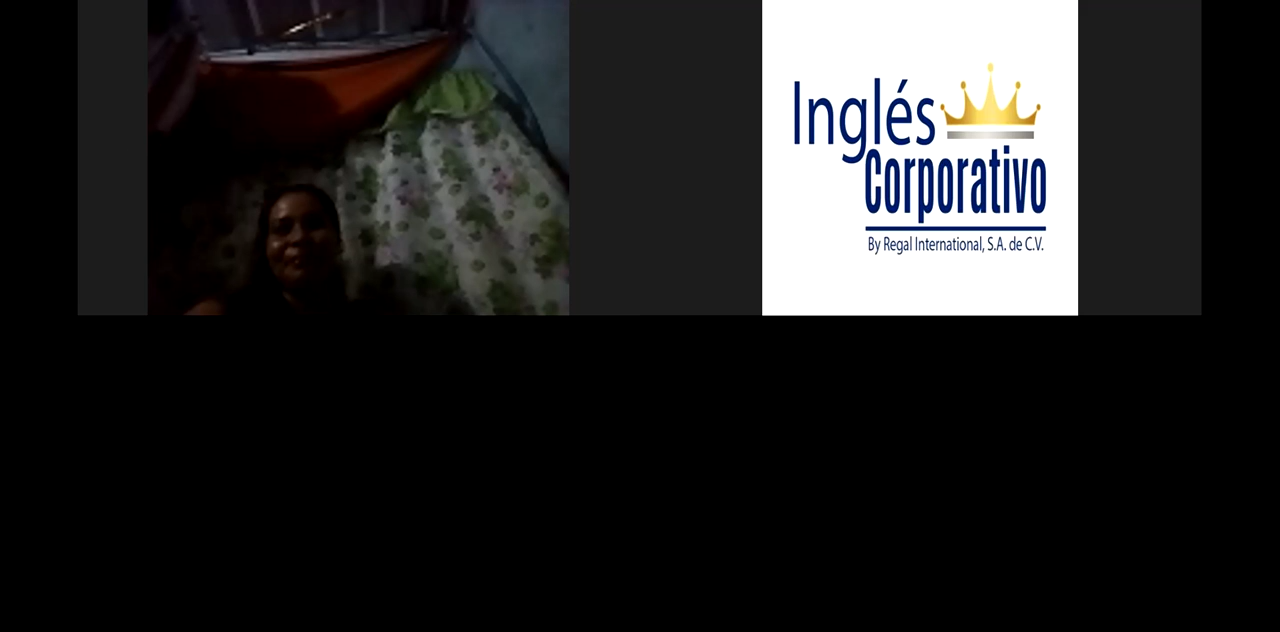 Inglés
Corporativo
By Regal International, S.A. de C.V.